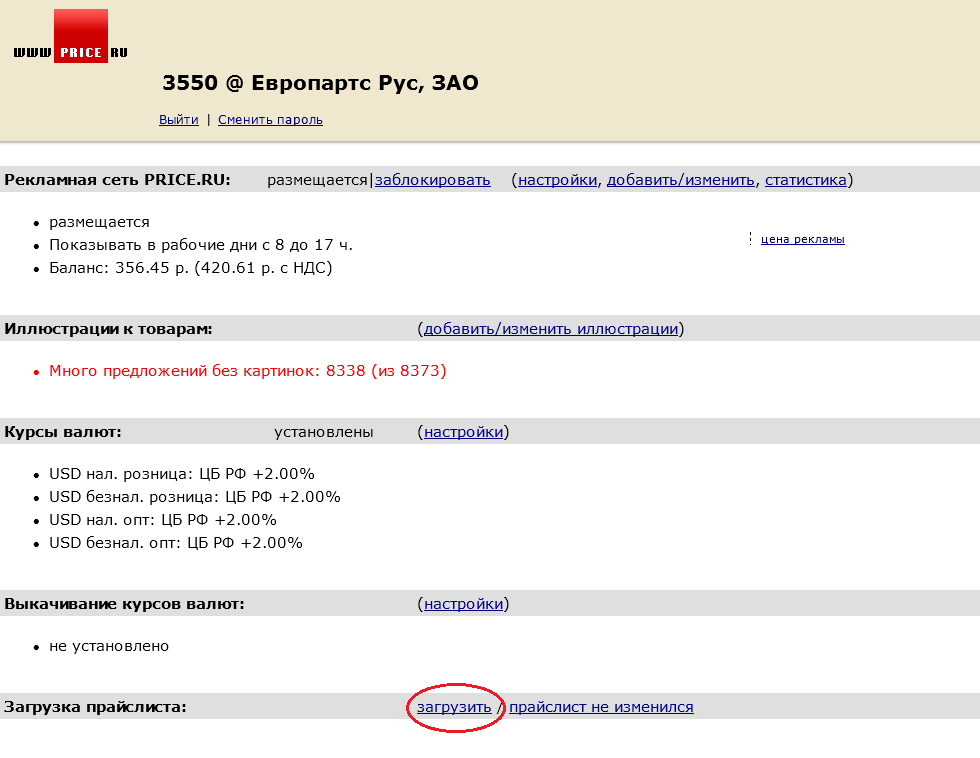 www PRICE RU
3550 @ Европартс Рус, ЗАО
Выйти | Сменить пароль
Рекламная сеть PRICE.RU: размещается|заблокировать (настройки, добавить/изменить, статистика)
• размещается
• Показывать в рабочие дни с 8 до 17 ч.
цена рекламы
• Баланс: 356.45 р. (420.61 р. с НДС)
Иллюстрации к товарам: (добавить/изменить иллюстрации)
• Много предложений без картинок: 8338 (из 8373)
Курсы валют: установлены (настройки)
• USD нал. розница: ЦБ РФ +2.00%
• USD безнал. розница: ЦБ РФ +2.00%
• USD нал. опт: ЦБ РФ +2.00%
• USD безнал. опт: ЦБ РФ +2.00%
Выкачивание курсов валют: (настройки)
• не установлено
Загрузка прайслиста: загрузить / прайслист не изменился